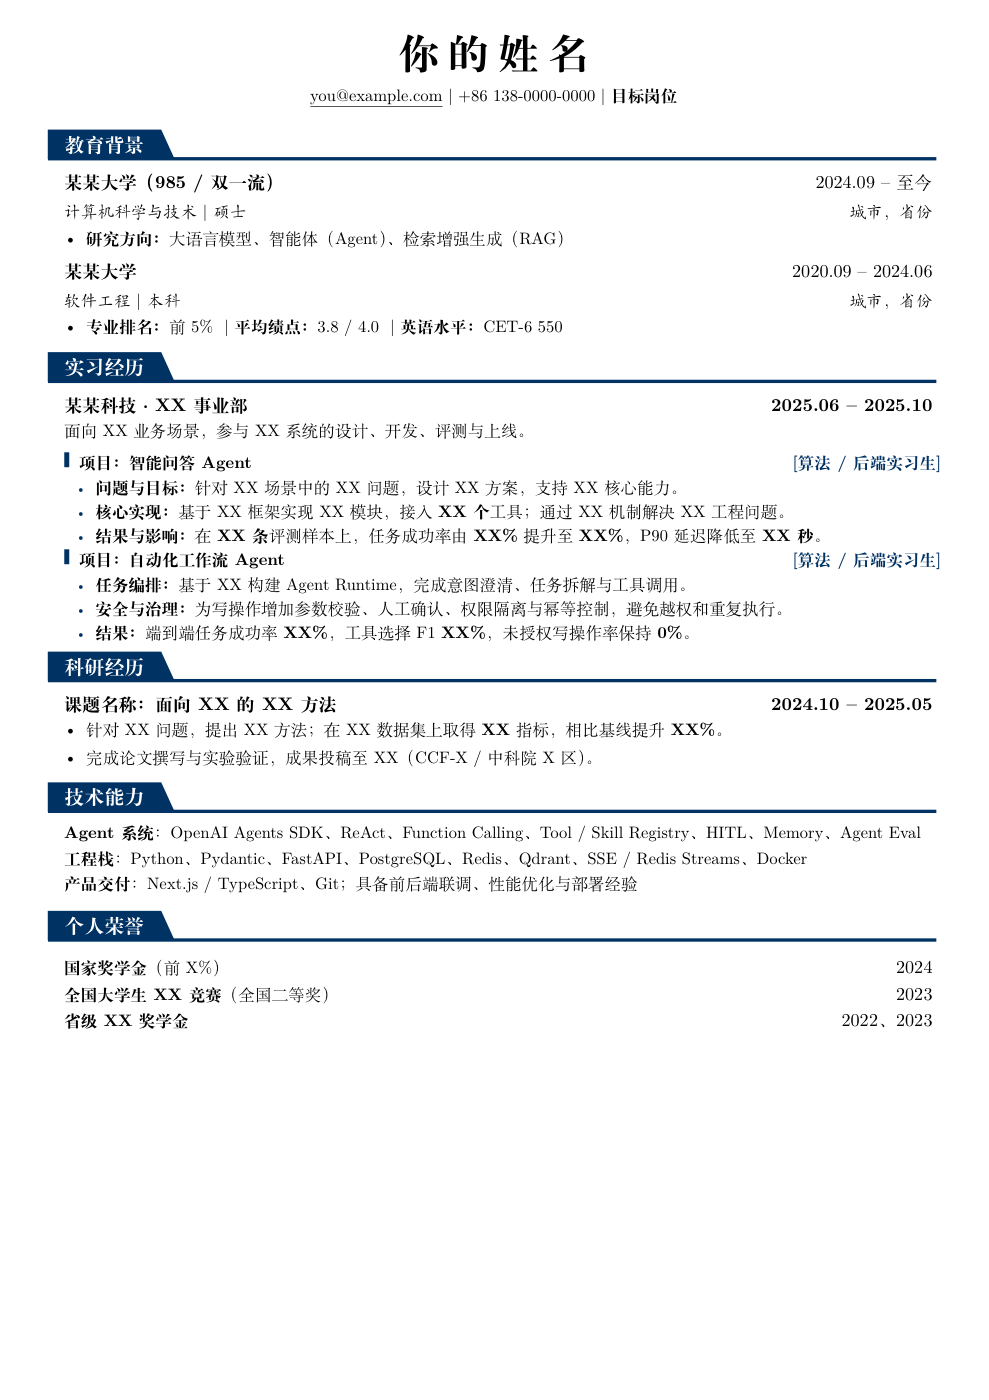 你的姓名
you@example.com | +86 138-0000-0000 | 目标岗位
教育背景
某某大学（985 / 双一流） 2024.09 – 至今
计算机科学与技术 | 硕士 城市，省份
• 研究方向：大语言模型、智能体（Agent）、检索增强生成（RAG）
某某大学 2020.09 – 2024.06
软件工程 | 本科 城市，省份
• 专业排名：前 5% | 平均绩点：3.8 / 4.0 | 英语水平：CET-6 550
实习经历
某某科技 · XX 事业部 2025.06 – 2025.10
面向 XX 业务场景，参与 XX 系统的设计、开发、评测与上线。
项目：智能问答 Agent [算法 / 后端实习生]
• 问题与目标：针对 XX 场景中的 XX 问题，设计 XX 方案，支持 XX 核心能力。
• 核心实现：基于 XX 框架实现 XX 模块，接入 XX 个工具；通过 XX 机制解决 XX 工程问题。
• 结果与影响：在 XX 条评测样本上，任务成功率由 XX% 提升至 XX%，P90 延迟降低至 XX 秒。
项目：自动化工作流 Agent [算法 / 后端实习生]
• 任务编排：基于 XX 构建 Agent Runtime，完成意图澄清、任务拆解与工具调用。
• 安全与治理：为写操作增加参数校验、人工确认、权限隔离与幂等控制，避免越权和重复执行。
• 结果：端到端任务成功率 XX%，工具选择 F1 XX%，未授权写操作率保持 0%。
科研经历
课题名称：面向 XX 的 XX 方法 2024.10 – 2025.05
• 针对 XX 问题，提出 XX 方法；在 XX 数据集上取得 XX 指标，相比基线提升 XX%。
• 完成论文撰写与实验验证，成果投稿至 XX（CCF-X / 中科院 X 区）。
技术能力
Agent 系统：OpenAI Agents SDK、ReAct、Function Calling、Tool / Skill Registry、HITL、Memory、Agent Eval
工程栈：Python、Pydantic、FastAPI、PostgreSQL、Redis、Qdrant、SSE / Redis Streams、Docker
产品交付：Next.js / TypeScript、Git；具备前后端联调、性能优化与部署经验
个人荣誉
国家奖学金（前 X%） 2024
全国大学生 XX 竞赛（全国二等奖） 2023
省级 XX 奖学金 2022、2023